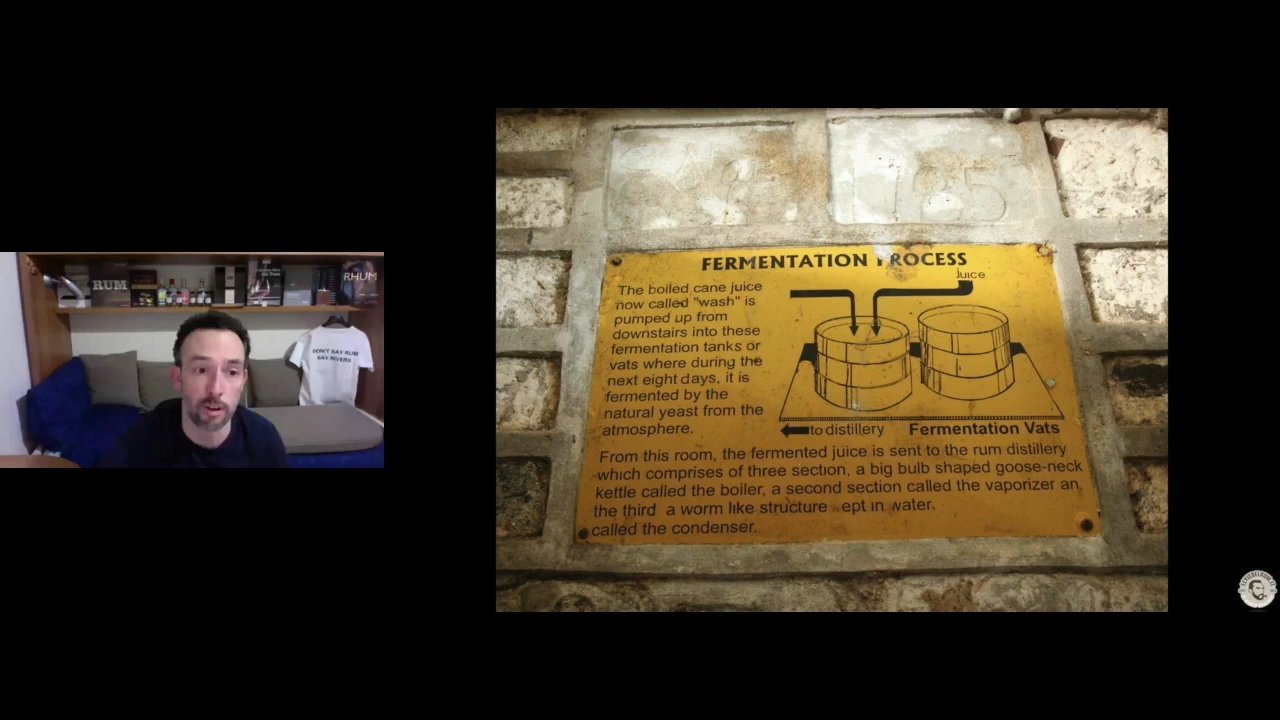 RUM
RHUM
DON'T SAY RUM
SAY RIVERS
FERMENTATION ROCESS
The boiled cane juice
now called "wash" is
pumped up from
downstairs into these
fermentation tanks or
vats where during the
next eight days, it is
fermented by the
natural yeast from the
atmosphere.
juice
to distillery
Fermentation Vats
From this room, the fermented juice is sent to the rum distillery
which comprises of three section, a big bulb shaped goose-neck
kettle called the boiler, a second section called the vaporizer an
the third a worm like structure ept in water,
called the condenser.